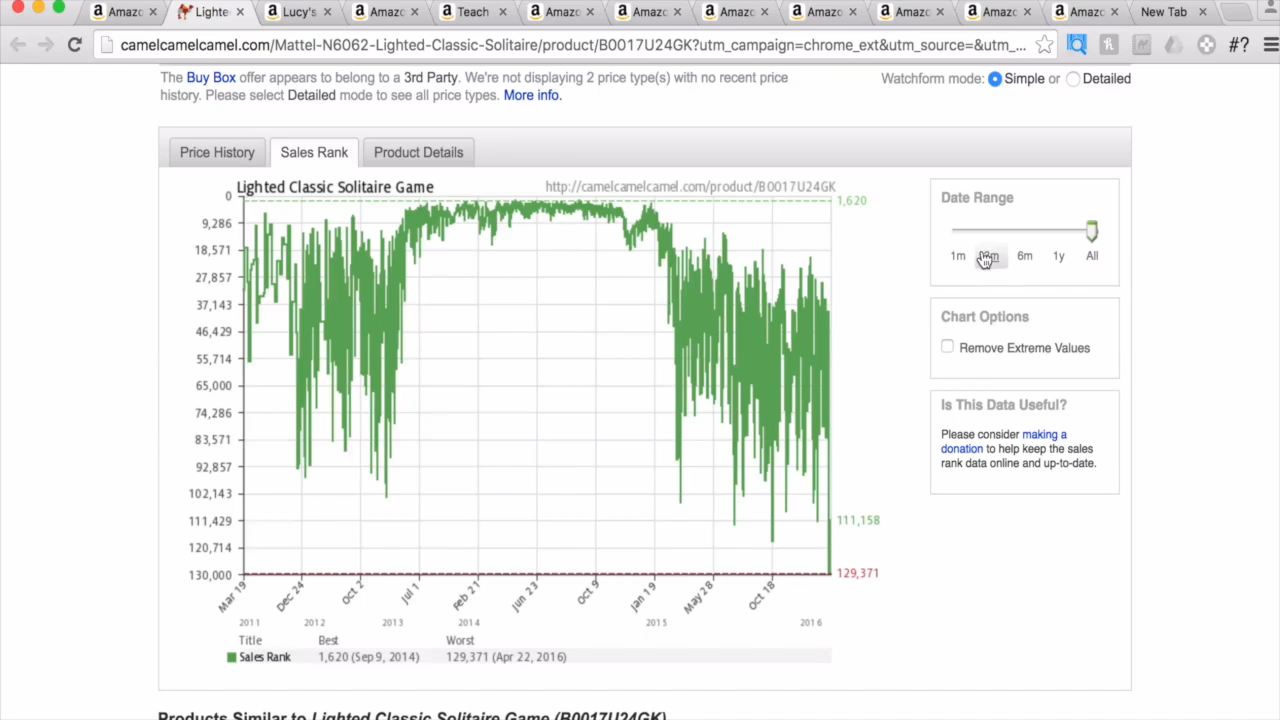 Amazo
Lighte
Lucy's
Amazo
Teach
Amazo
Amazo
Amazo
Amazo
Amazo
Amazo
Amazo
New Tab
camelcamelcamel.com/Mattel-N6062-Lighted-Classic-Solitaire/product/B0017U24GK?utm_campaign=chrome_ext&utm_source=&utm_...
#?
The Buy Box offer appears to belong to a 3rd Party. We're not displaying 2 price type(s) with no recent price
history. Please select Detailed mode to see all price types. More info.
Watchform mode: Simple or Detailed
Price History
Sales Rank
Product Details
Lighted Classic Solitaire Game
http://camelcamelcamel.com/product/B0017U24GK
0
9,286
18,571
27,857
37,143
46,429
55,714
65,000
74,286
83,571
92,857
102,143
111,429
120,714
130,000
1,620
111,158
129,371
Mar 19
Dec 24
Oct 2
Jul 1
Feb 21
Jun 23
Oct 9
Jan 19
May 28
Oct 18
2011
2012
2013
2014
2015
2016
Title Best Worst
Sales Rank 1,620 (Sep 9, 2014) 129,371 (Apr 22, 2016)
Date Range
1m
6m
1y
All
Chart Options
Remove Extreme Values
Is This Data Useful?
Please consider making a
donation to help keep the sales
rank data online and up-to-date.
Products Similar to Lighted Classic Solitaire Game (B0017U24GK)